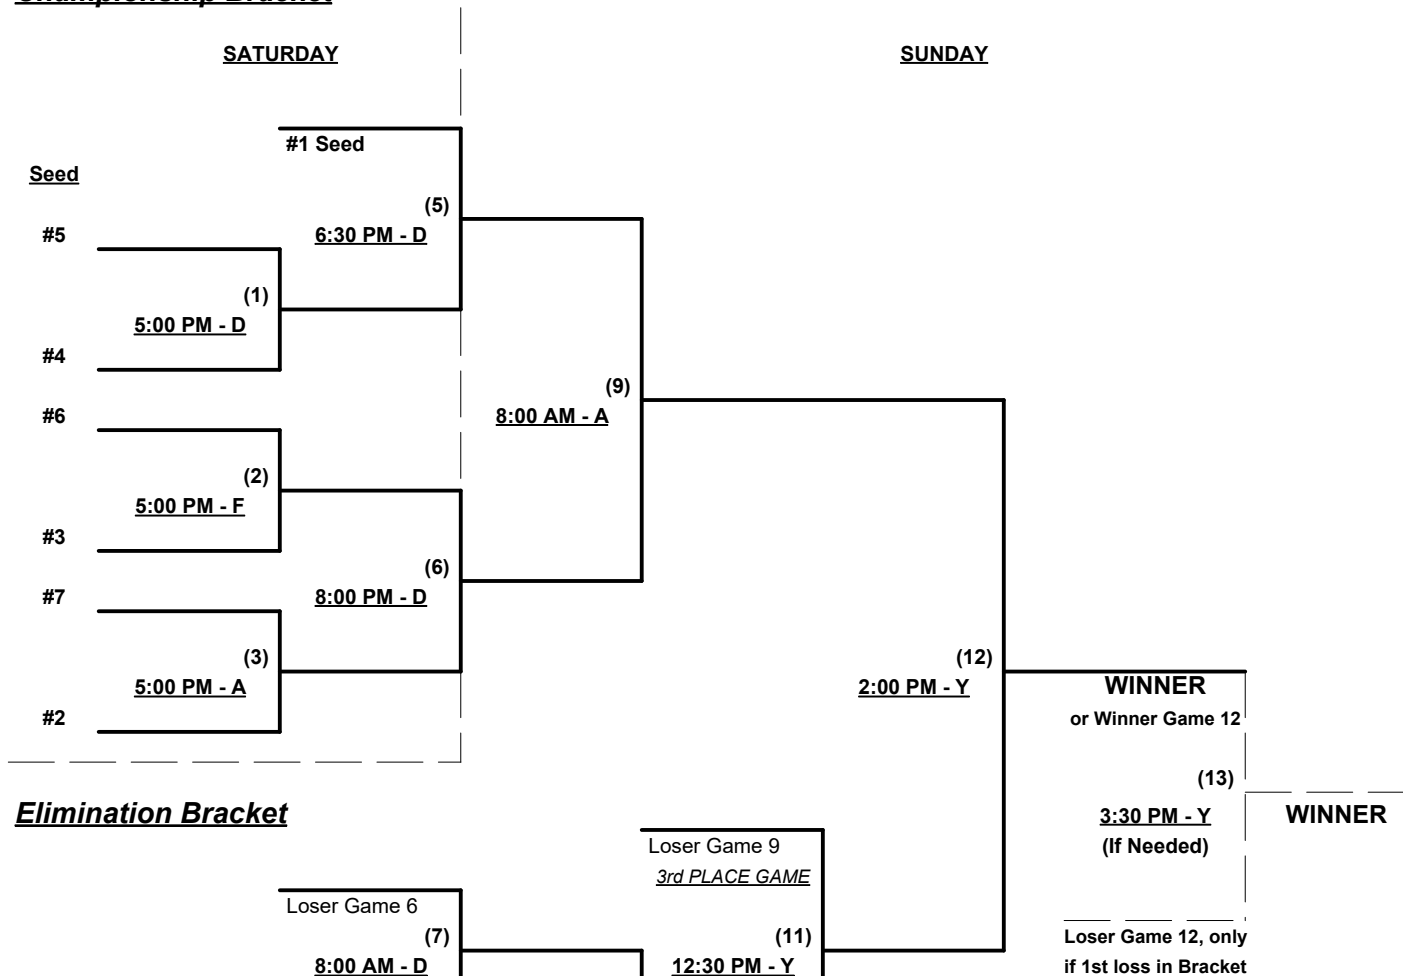 Championship Bracket
SATURDAY
SUNDAY
#1 Seed
Seed
(5)
#5
6:30 PM - D
(1)
5:00 PM - D
#4
(9)
#6
8:00 AM - A
(2)
5:00 PM - F
#3
(6)
#7
8:00 PM - D
(3)
(12)
5:00 PM - A
2:00 PM - Y
WINNER
#2
or Winner Game 12
(13)
Elimination Bracket
3:30 PM - Y
WINNER
Loser Game 9
(If Needed)
3rd PLACE GAME
Loser Game 6
(7)
(11)
Loser Game 12, only
8:00 AM - D
12:30 PM - Y
if 1st loss in Bracket